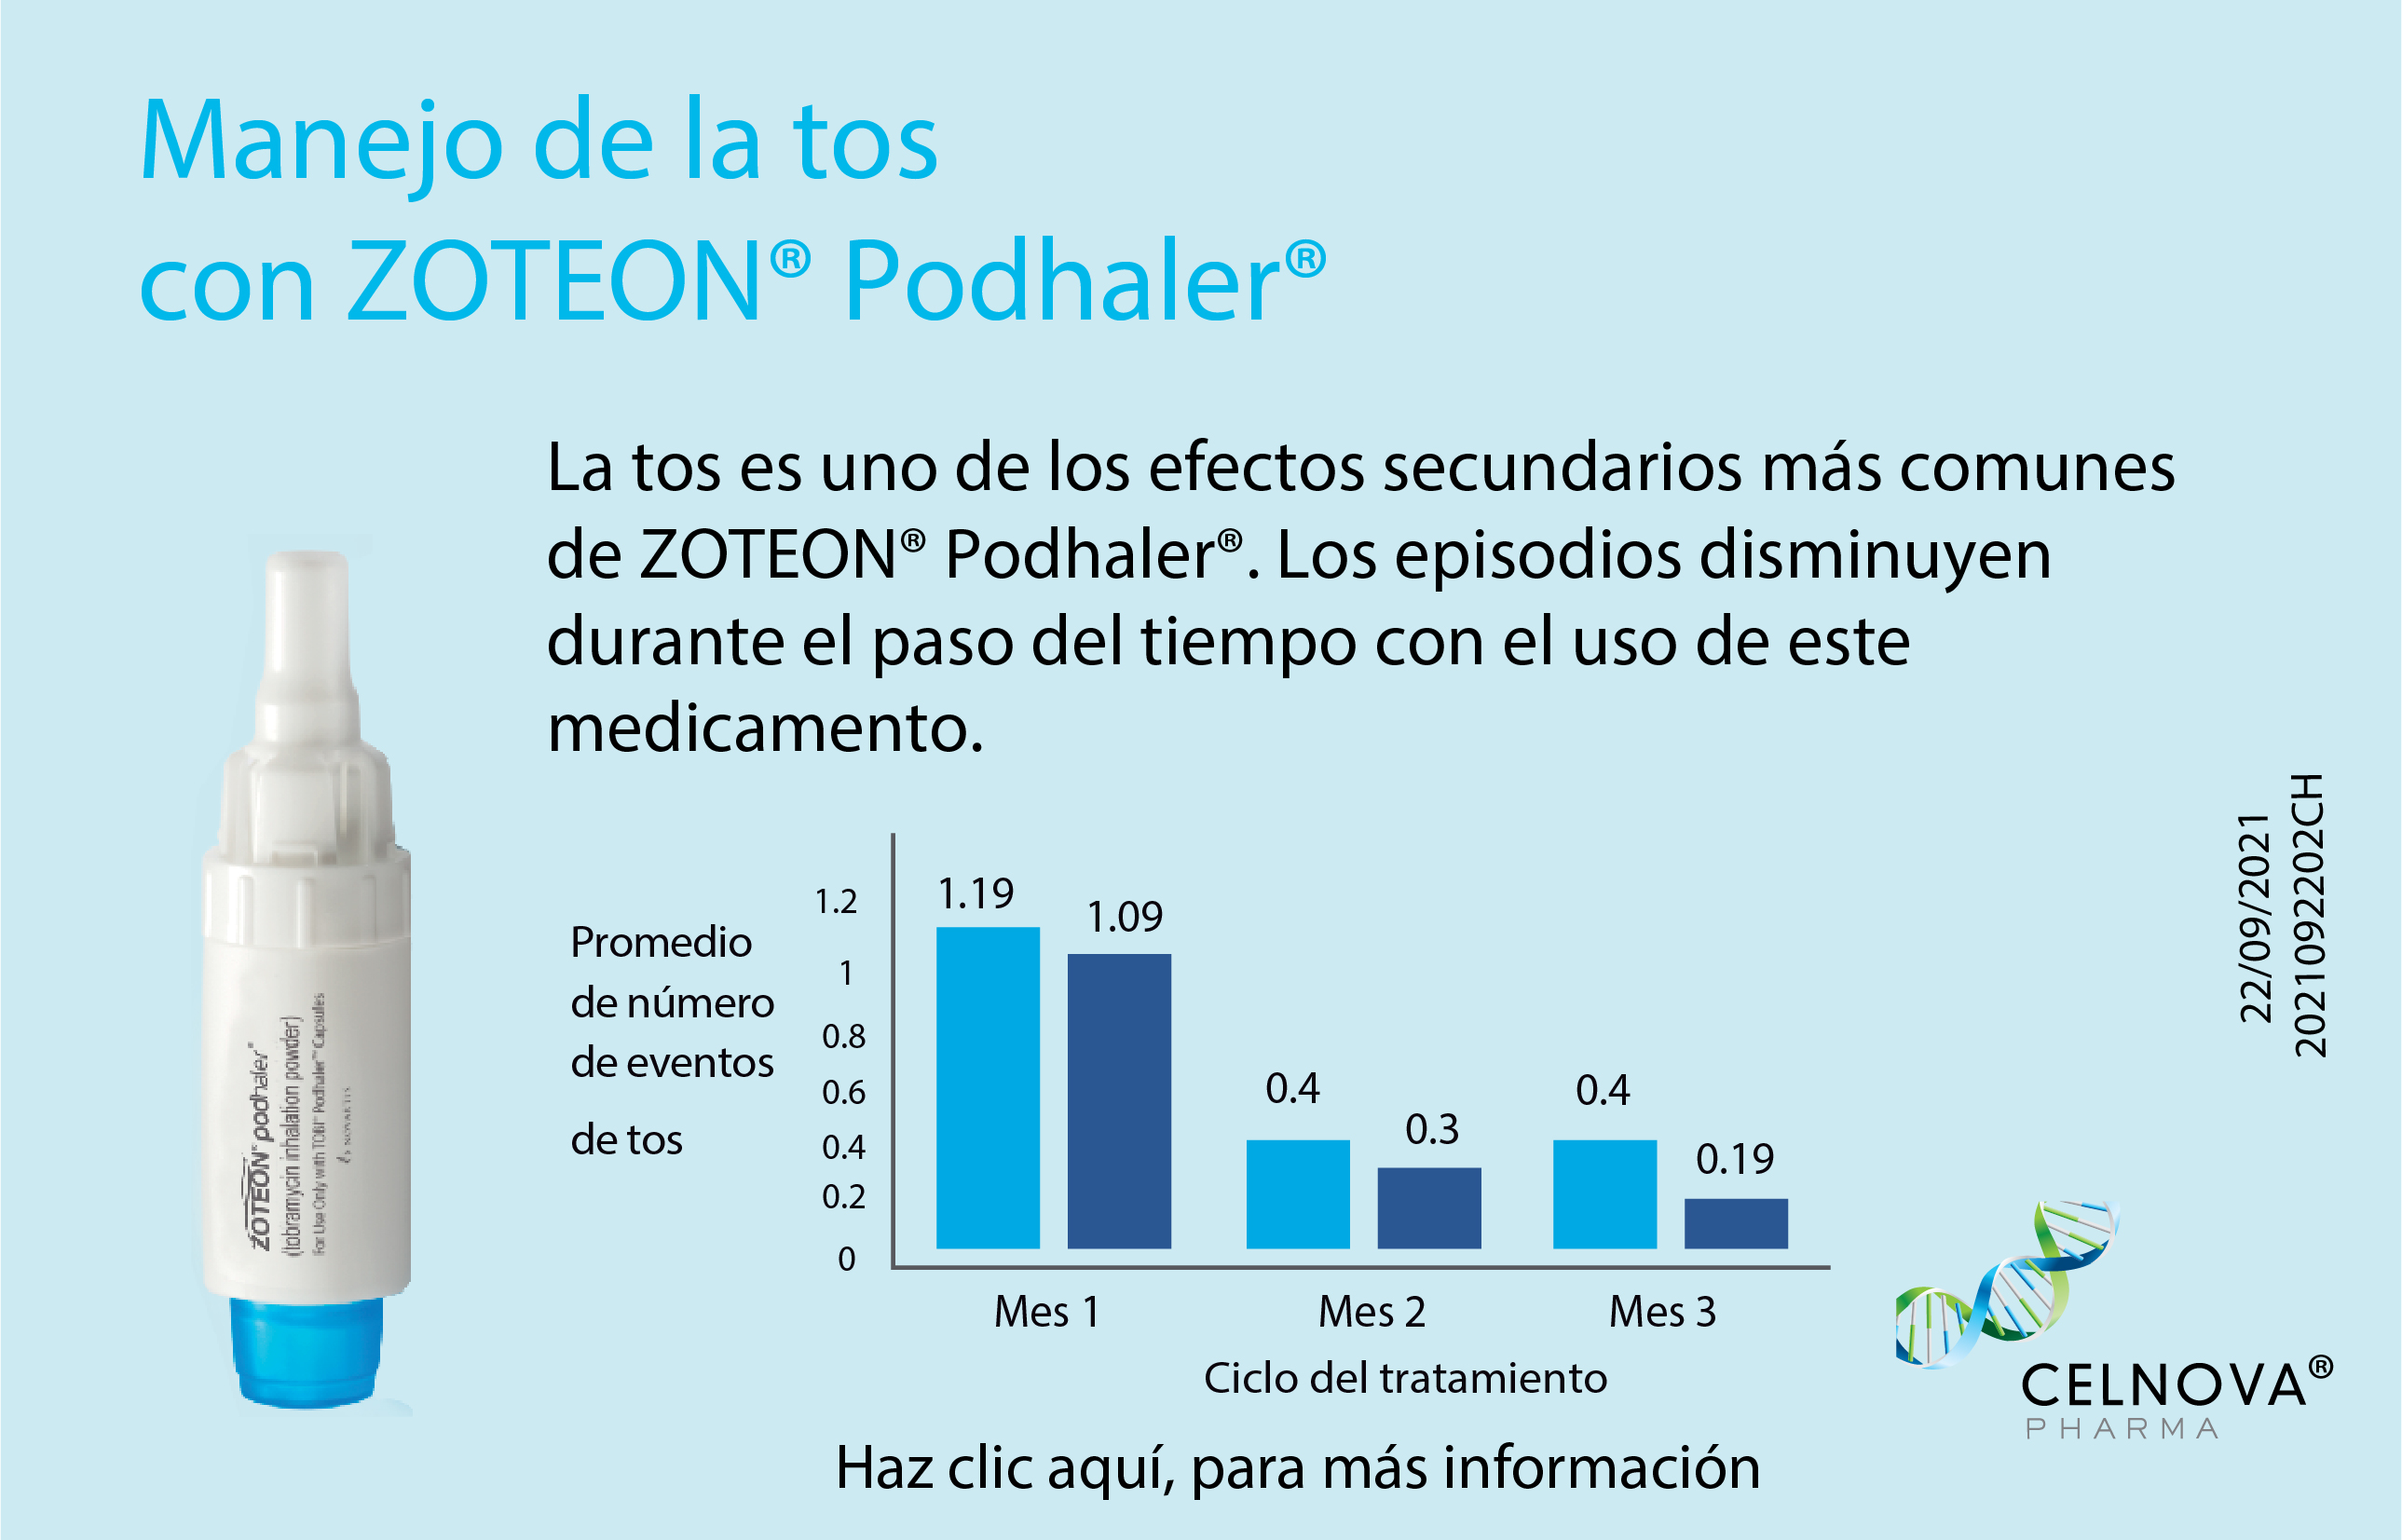 Manejo de la tos
con ZOTEON® Podhaler®
La tos es uno de los efectos secundarios más comunes
de ZOTEON® Podhaler®. Los episodios disminuyen
durante el paso del tiempo con el uso de este
medicamento.
ZOTEON® podhaler®
(tobramycin inhalation powder)
For Use Only with TOBI® Podhaler™ Capsules
NOVARTIS
Promedio
de número
de eventos
de tos
1.2
1
0.8
0.6
0.4
0.2
0
1.19
1.09
0.4
0.3
0.4
0.19
Mes 1
Mes 2
Mes 3
Ciclo del tratamiento
Haz clic aquí, para más información
22/09/2021
2021092202CH
CELNOVA®
PHARMA